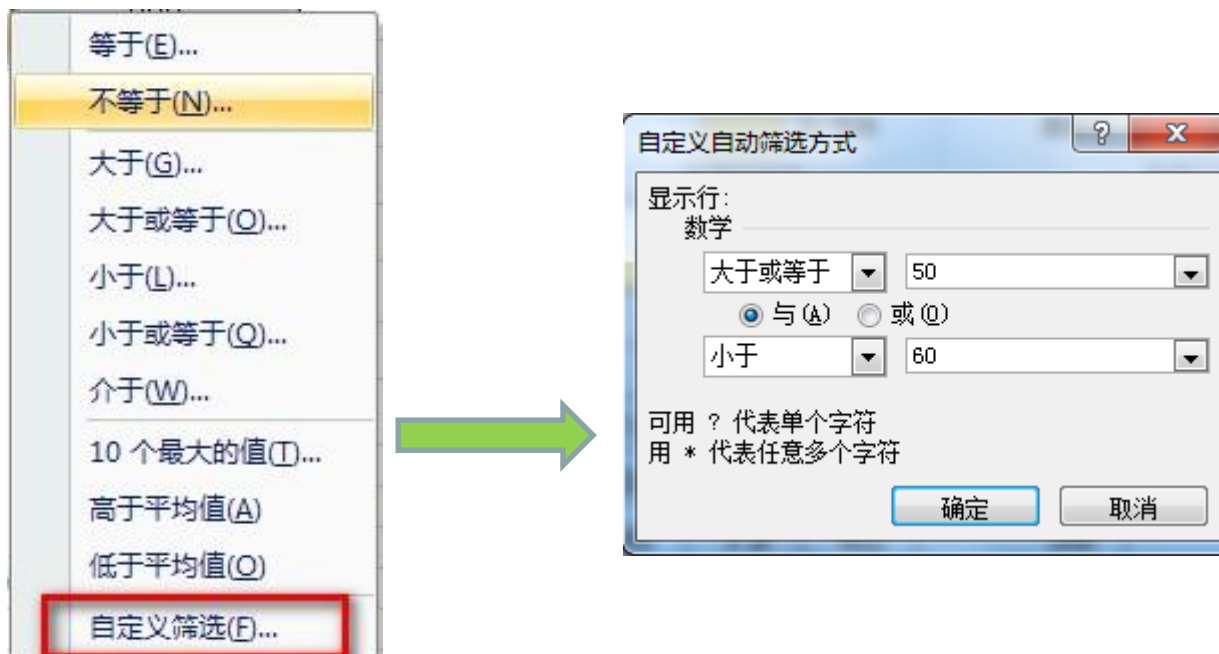 等于(E)...
不等于(N)...
大于(G)...
大于或等于(O)...
小于(L)...
小于或等于(Q)...
介于(W)...
10 个最大的值(T)...
高于平均值(A)
低于平均值(O)
自定义筛选(F)...
自定义自动筛选方式
显示行:
数学
大于或等于 50
与(A) 或(O)
小于 60
可用 ? 代表单个字符
用 * 代表任意多个字符
确定 取消